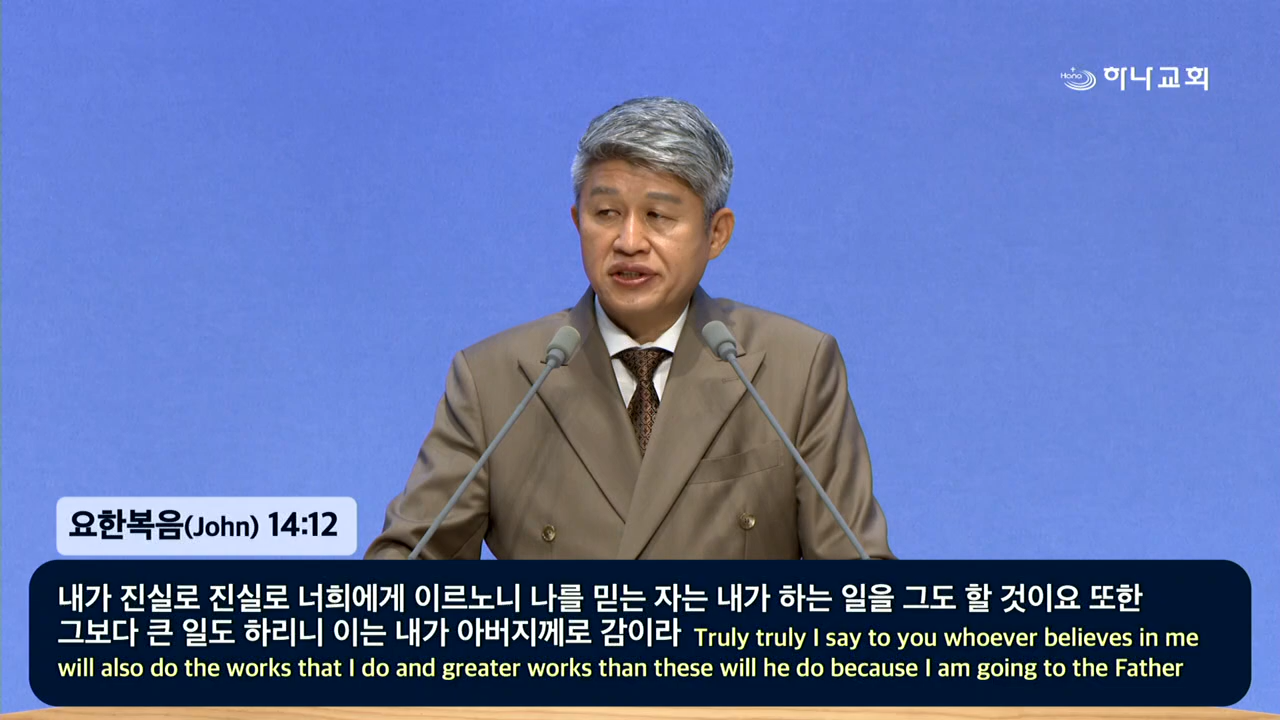 Hana 하나교회
요한복음(John) 14:12
내가 진실로 진실로 너희에게 이르노니 나를 믿는 자는 내가 하는 일을 그도 할 것이요 또한
그보다 큰 일도 하리니 이는 내가 아버지께로 감이라 Truly truly I say to you whoever believes in me
will also do the works that I do and greater works than these will he do because I am going to the Father